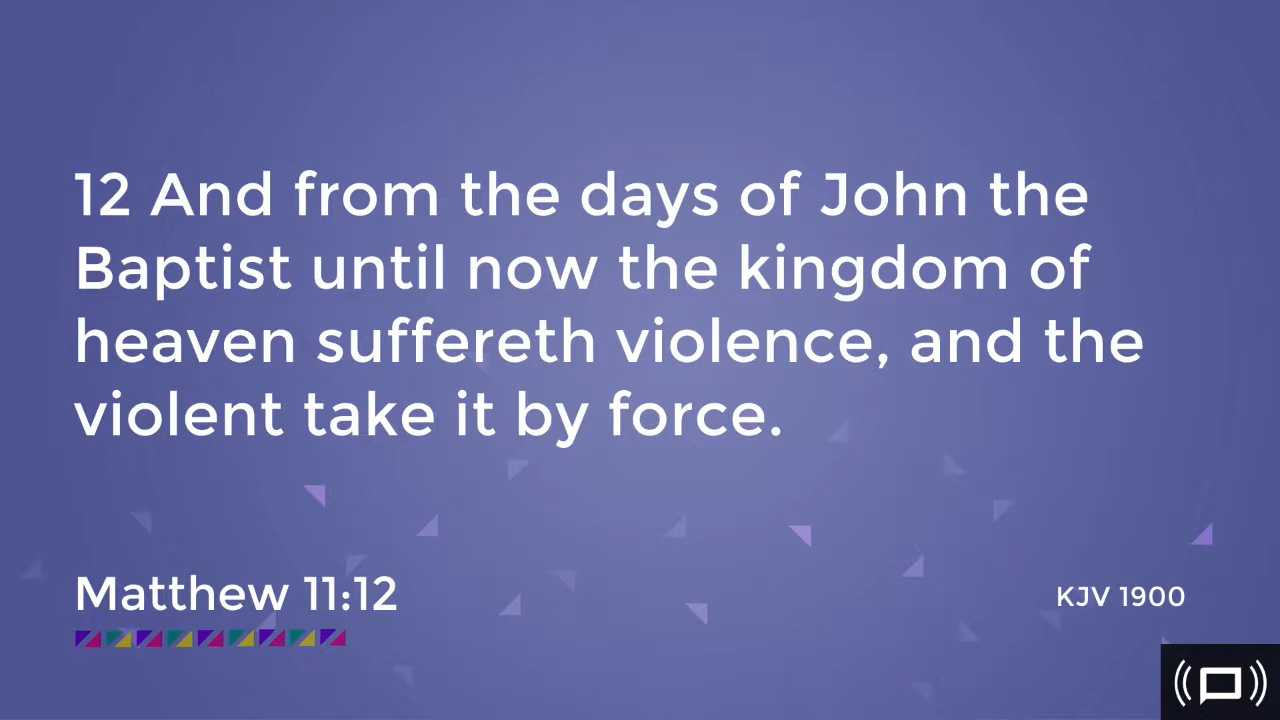 12 And from the days of John the
Baptist until now the kingdom of
heaven suffereth violence, and the
violent take it by force.
Matthew 11:12
KJV 1900